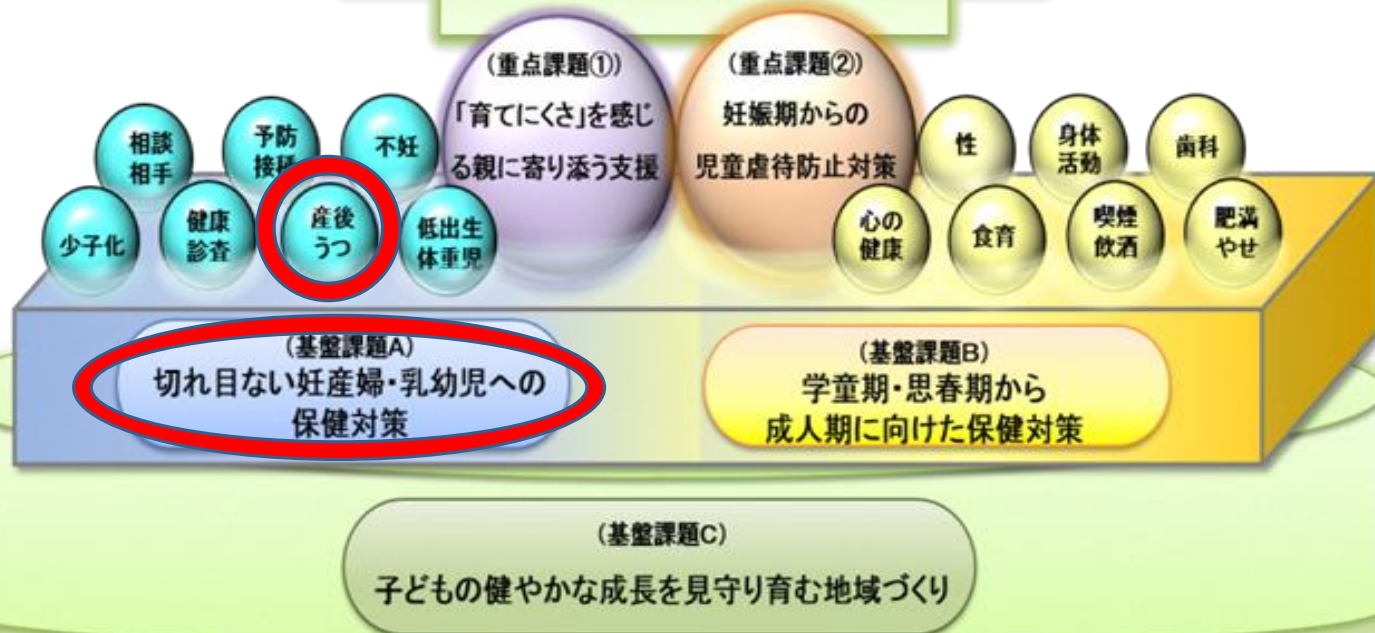 (重点課題①)
「育てにくさ」を感じ
る親に寄り添う支援
(重点課題②)
妊娠期からの
児童虐待防止対策
相談
相手
予防
接種
不妊
少子化
健康
診査
産後
うつ
低出生
体重児
性
身体
活動
歯科
心の
健康
食育
喫煙
飲酒
肥満
やせ
(基盤課題A)
切れ目ない妊産婦・乳幼児への
保健対策
(基盤課題B)
学童期・思春期から
成人期に向けた保健対策
(基盤課題C)
子どもの健やかな成長を見守り育む地域づくり